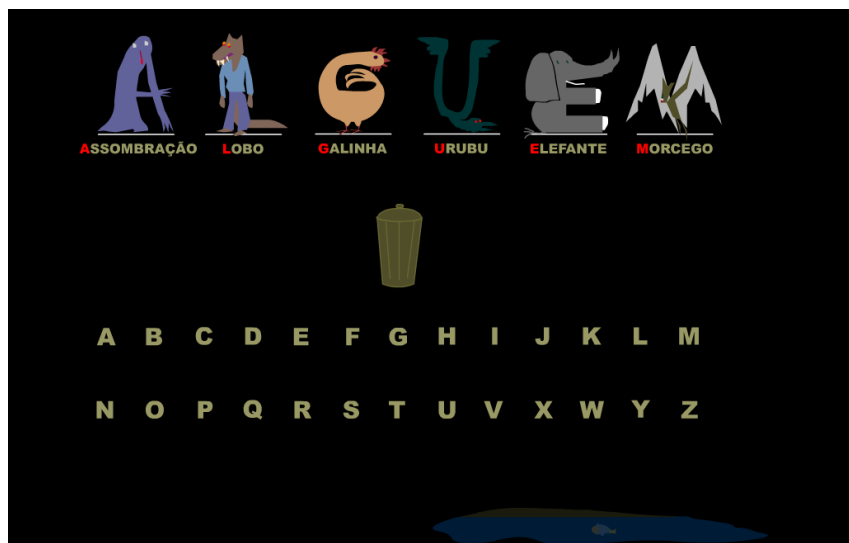 ASSOMBRAÇÃO LOBO GALINHA URUBU ELEFANTE MORCEGO
A B C D E F G H I J K L M
N O P Q R S T U V X W Y Z